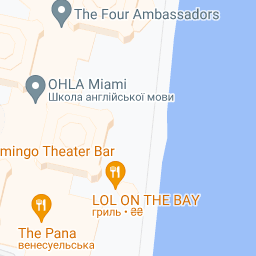 The Four Ambassadors
OHLA Miami
Школа англійської мови
mingo Theater Bar
LOL ON THE BAY
гриль • ₴₴
The Pana
венесуельська